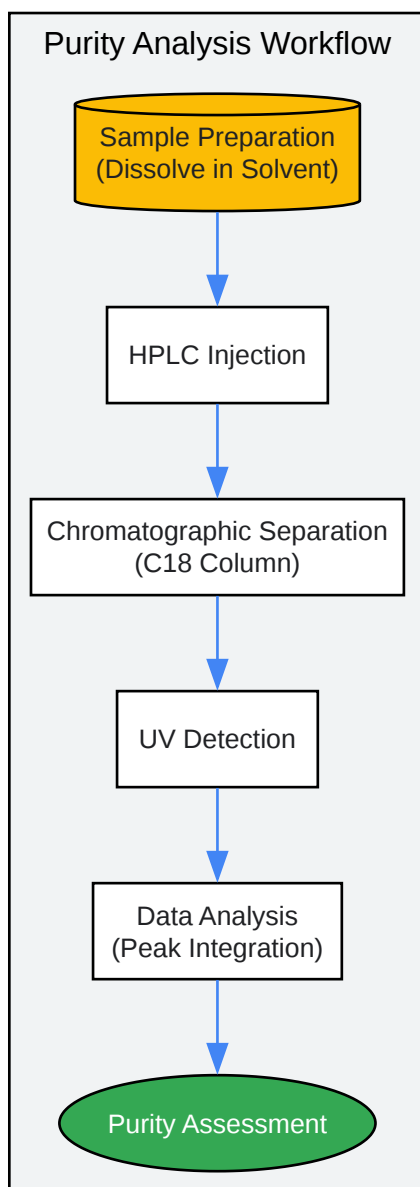 Purity Analysis Workflow
Sample Preparation
(Dissolve in Solvent)
HPLC Injection
Chromatographic Separation
(C18 Column)
UV Detection
Data Analysis
(Peak Integration)
Purity Assessment